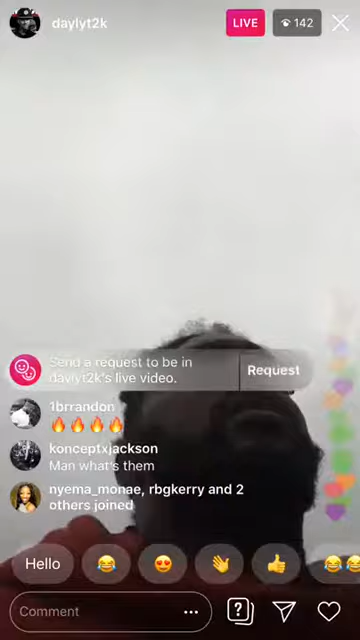 daylyt2k
LIVE
142
Send a request to be in
daylyt2k's live video.
Request
1brrandon
🔥🔥🔥🔥
konceptxjackson
Man what's them
nyema_monae, rbgkerry and 2
others joined
Hello
Comment